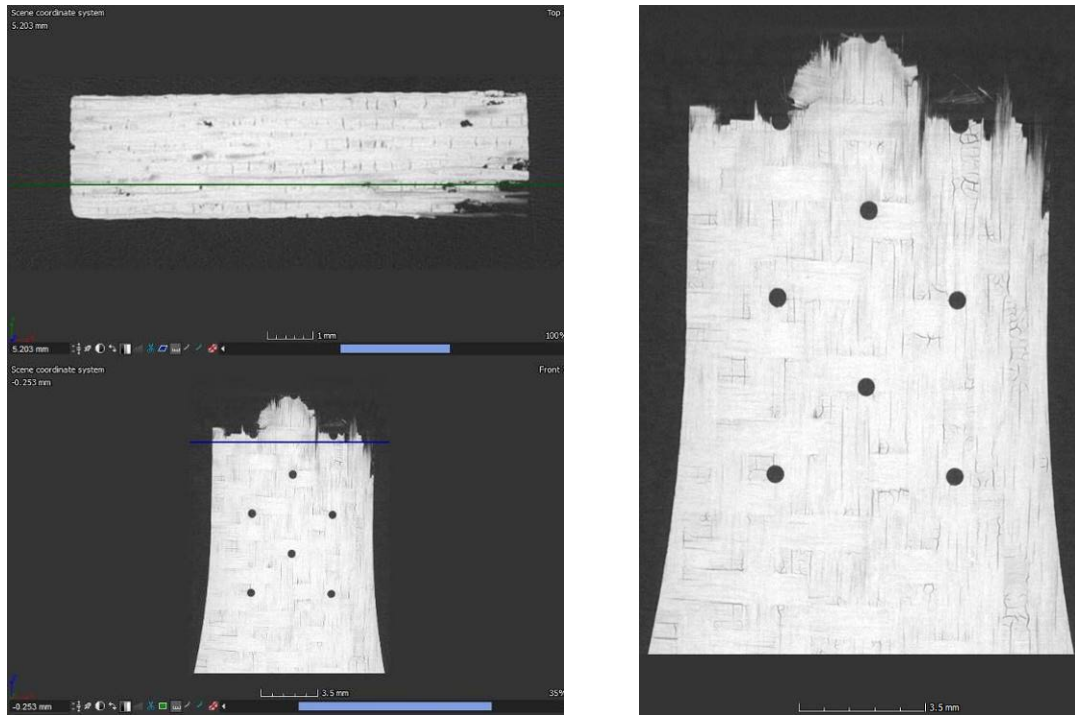 Scene coordinate system
Top
5.203 mm
1 mm
100%
5.203 mm
Scene coordinate system
Front
-0.253 mm
3.5 mm
35%
-0.253 mm
3.5 mm